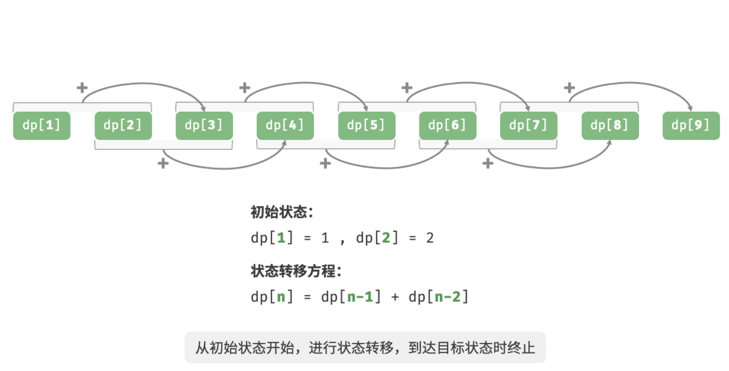 + + + +
dp[1] dp[2] dp[3] dp[4] dp[5] dp[6] dp[7] dp[8] dp[9]
+ + +
初始状态：
dp[1] = 1 , dp[2] = 2
状态转移方程：
dp[n] = dp[n-1] + dp[n-2]
从初始状态开始，进行状态转移，到达目标状态时终止